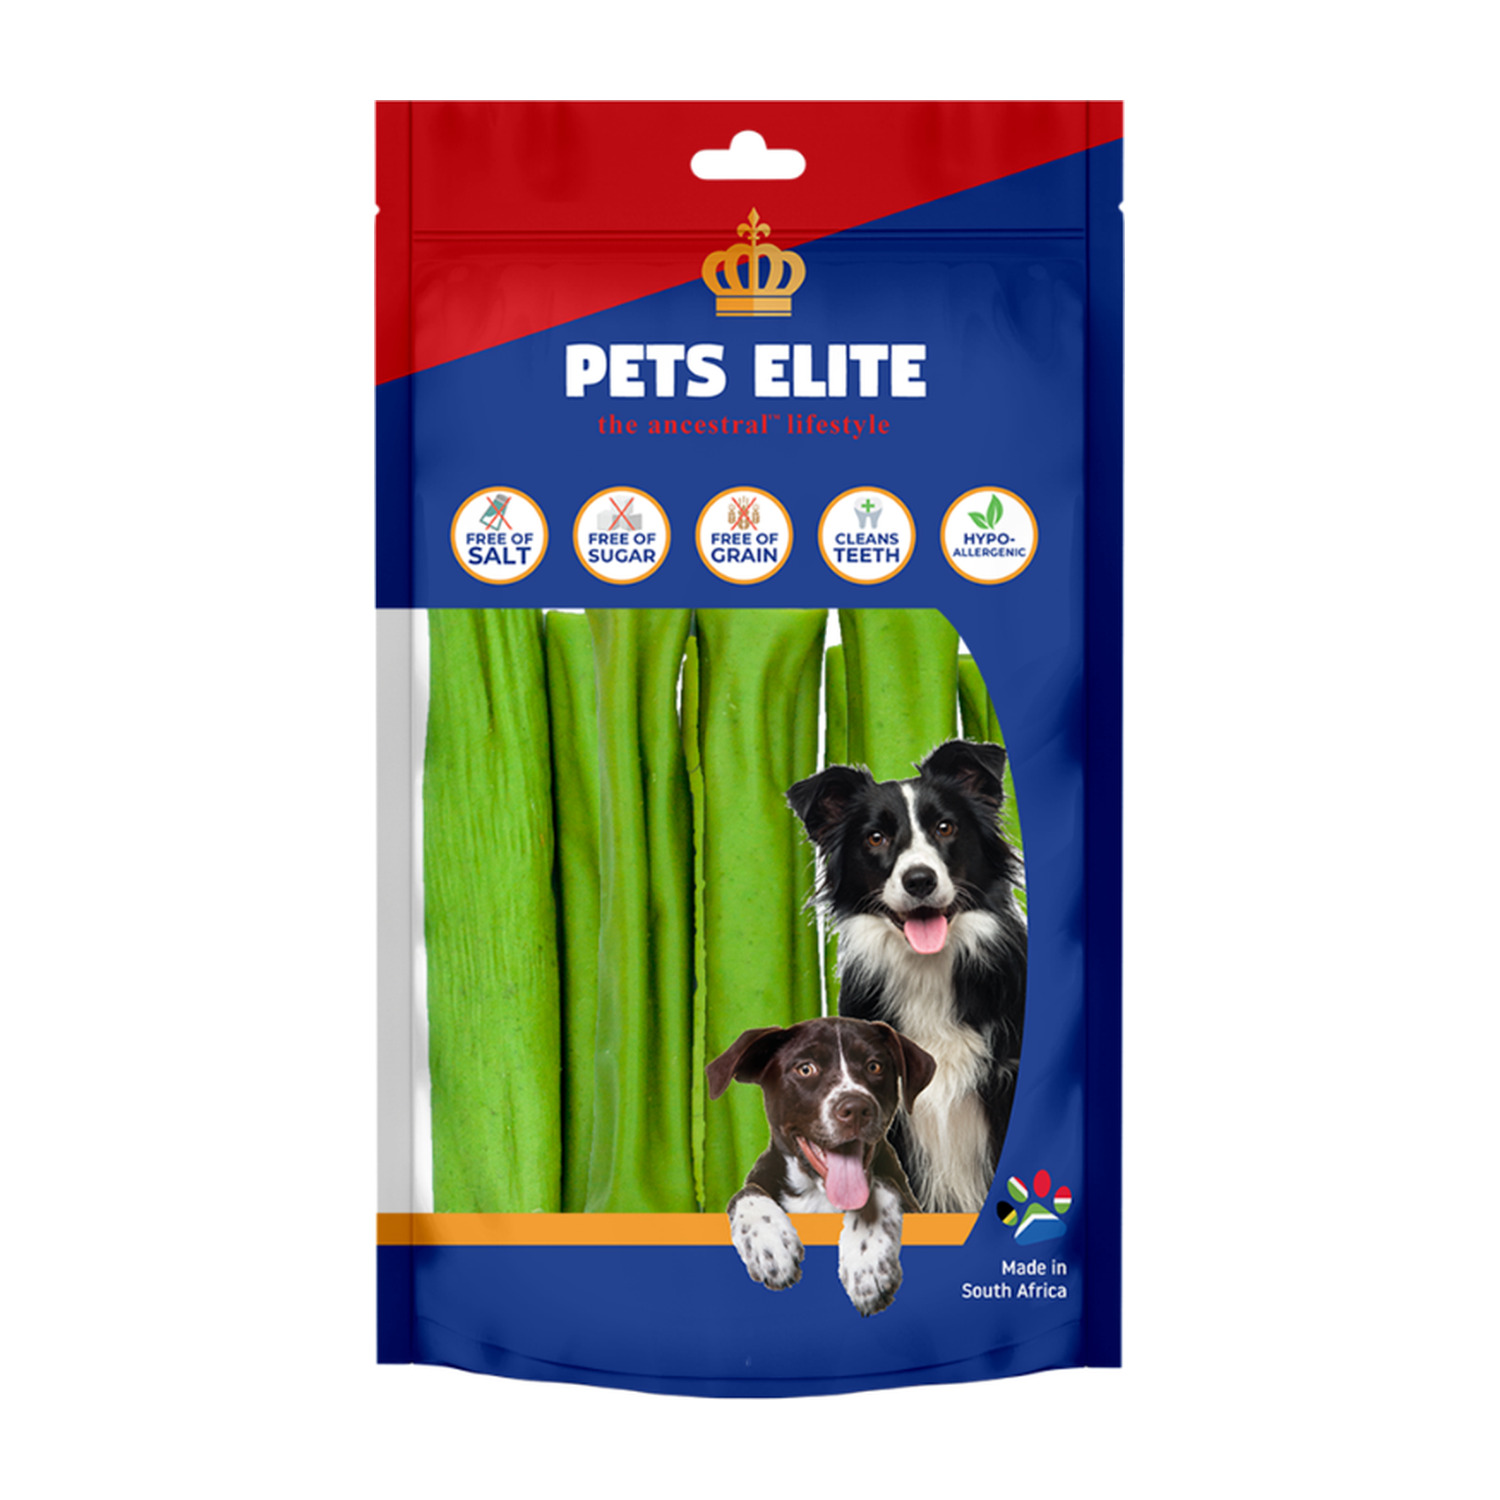 PETS ELITE
the ancestral™ lifestyle
FREE OF
SALT
FREE OF
SUGAR
FREE OF
GRAIN
CLEANS
TEETH
HYPO-
ALLERGENIC
Made in
South Africa